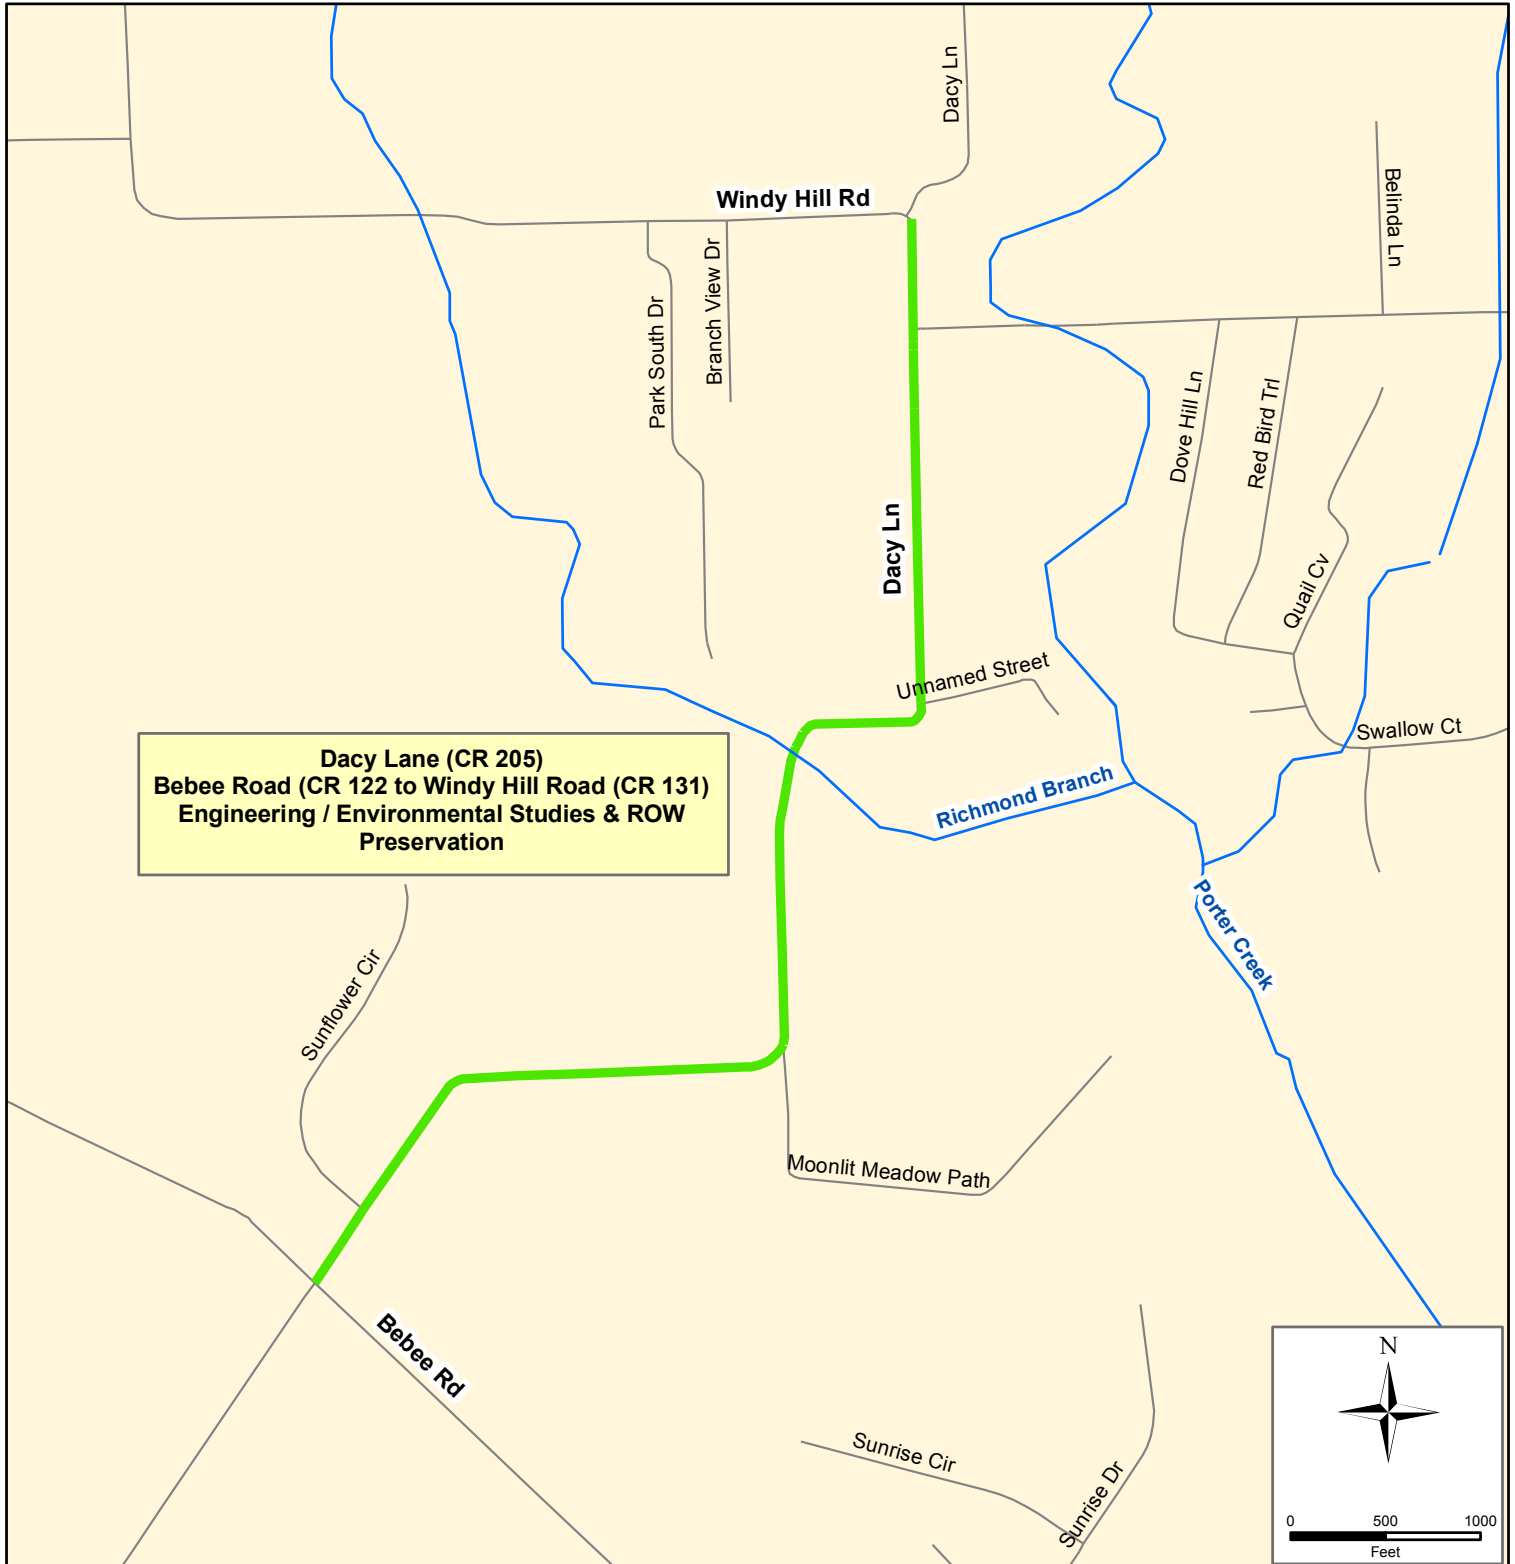 Dacy Ln
Windy Hill Rd
Belinda Ln
Branch View Dr
Park South Dr
Dove Hill Ln
Red Bird Trl
Dacy Ln
Quail Cv
Unnamed Street
Swallow Ct
Dacy Lane (CR 205)
Bebee Road (CR 122 to Windy Hill Road (CR 131)
Engineering / Environmental Studies & ROW
Preservation
Richmond Branch
Porter Creek
Sunflower Cir
Moonlit Meadow Path
Bebee Rd
Sunrise Cir
Sunrise Dr
N
0 500 1000
Feet